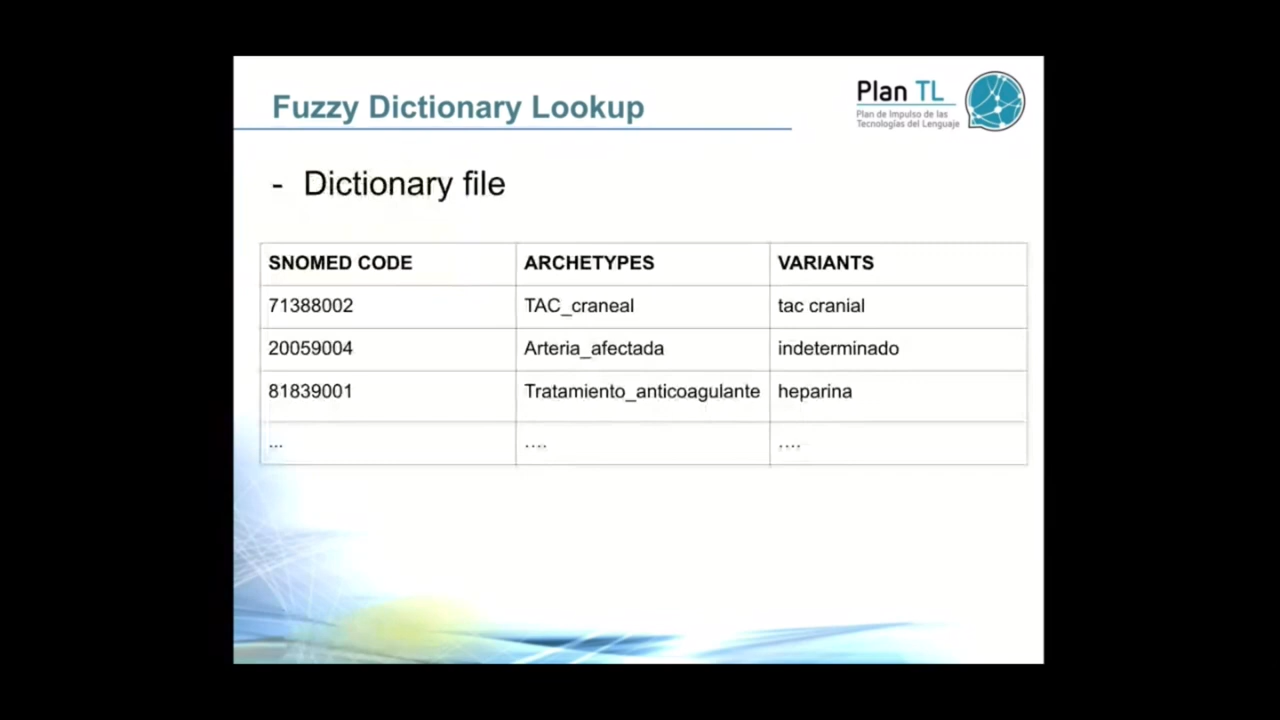 Fuzzy Dictionary Lookup
Plan TL
Plan de Impulso de las
Tecnologías del Lenguaje
- Dictionary file
SNOMED CODE ARCHETYPES VARIANTS
71388002 TAC_craneal tac cranial
20059004 Arteria_afectada indeterminado
81839001 Tratamiento_anticoagulante heparina
... .... ....